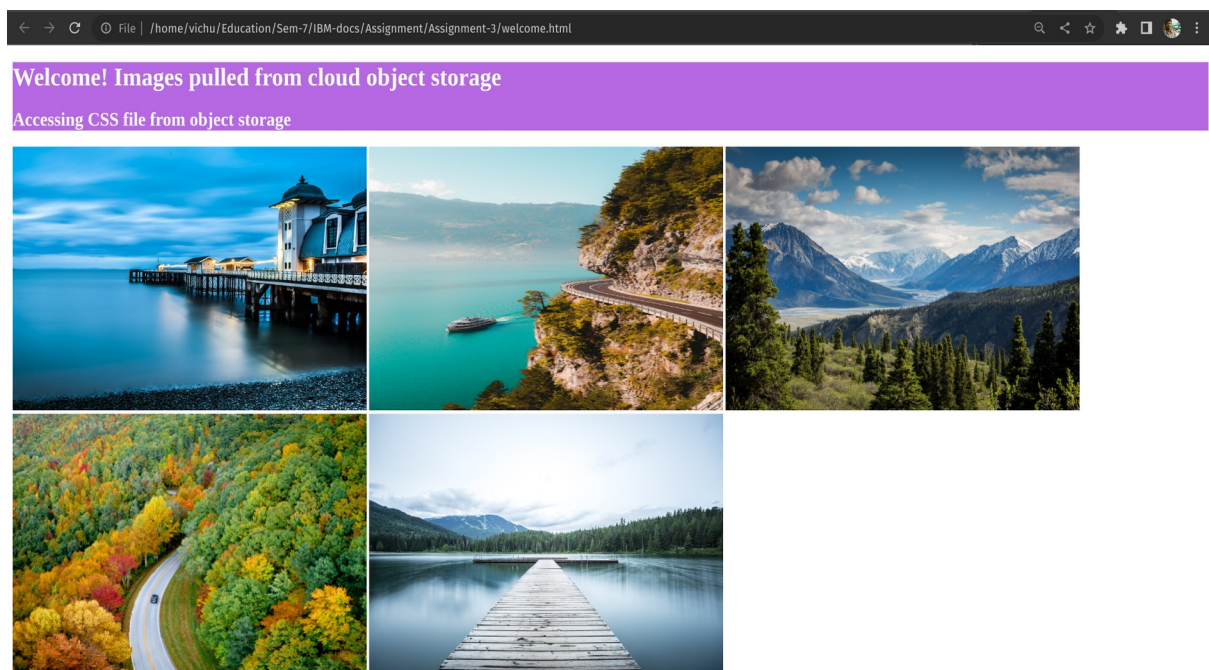 File | /home/vichu/Education/Sem-7/IBM-docs/Assignment/Assignment-3/welcome.html
Welcome! Images pulled from cloud object storage
Accessing CSS file from object storage